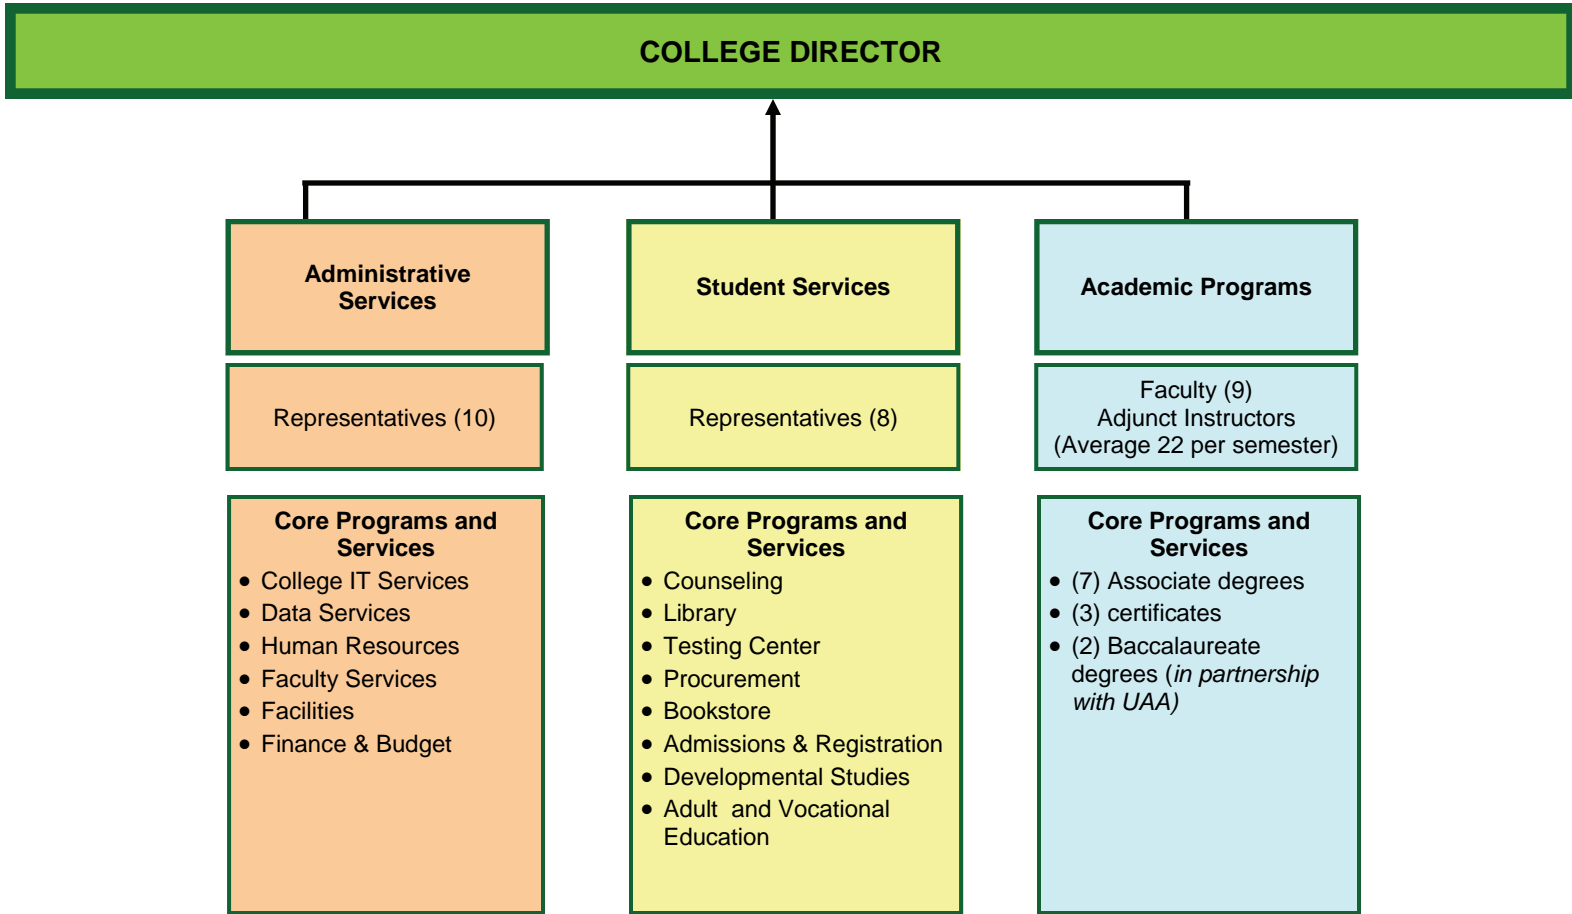 COLLEGE DIRECTOR
Administrative
Services
Student Services
Academic Programs
Representatives (10)
Representatives (8)
Faculty (9)
Adjunct Instructors
(Average 22 per semester)
Core Programs and
Services
• College IT Services
• Data Services
• Human Resources
• Faculty Services
• Facilities
• Finance & Budget
Core Programs and
Services
• Counseling
• Library
• Testing Center
• Procurement
• Bookstore
• Admissions & Registration
• Developmental Studies
• Adult  and Vocational
Education
Core Programs and
Services
• (7) Associate degrees
• (3) certificates
• (2) Baccalaureate
degrees (in partnership
with UAA)